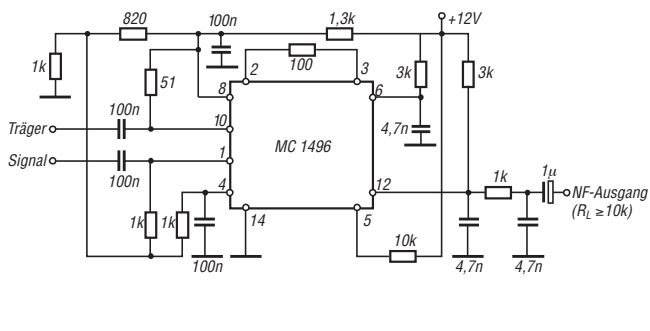 820
100n
1,3k
+12V
1k
51
2
100
3
3k
3k
8
6
100n
4,7n
Träger
10
MC 1496
Signal
1
100n
4
12
1k
1µ
NF-Ausgang
(RL ≥10k)
1k
1k
14
5
10k
100n
4,7n
4,7n